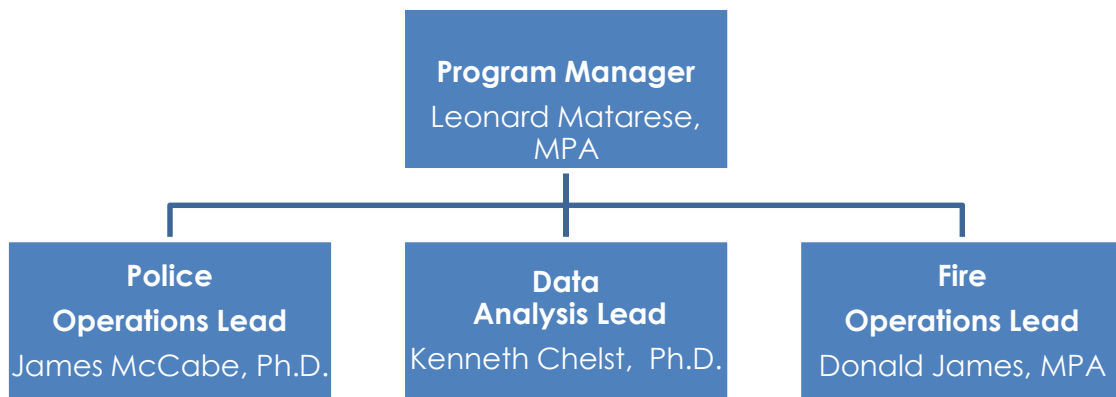 Program Manager
Leonard Matarese,
MPA
Police
Operations Lead
James McCabe, Ph.D.
Data
Analysis Lead
Kenneth Chelst, Ph.D.
Fire
Operations Lead
Donald James, MPA